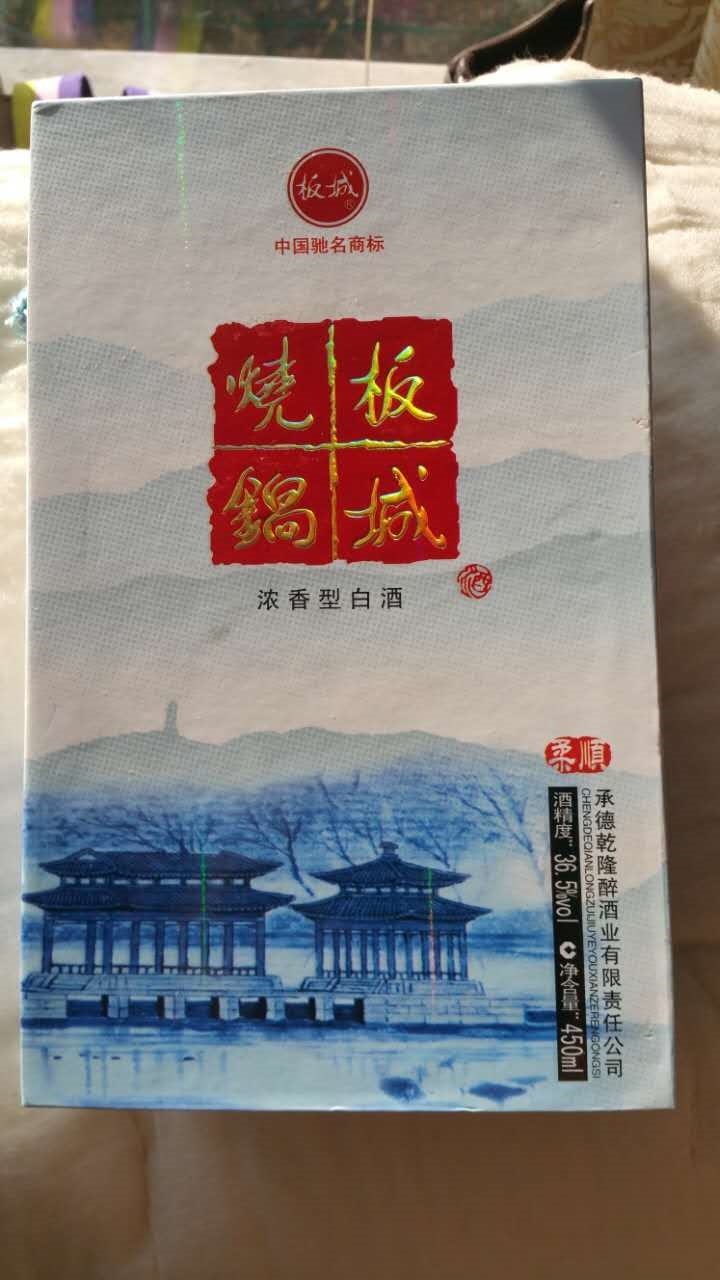 板城
®
中国驰名商标
板城
燒鍋
酒
浓香型白酒
柔順
承德乾隆醉酒业有限责任公司
CHENGDEQIANLONGZUIJIUYEYOUXIANZERENGONGSI
酒精度：36.5%vol C 净含量：450ml